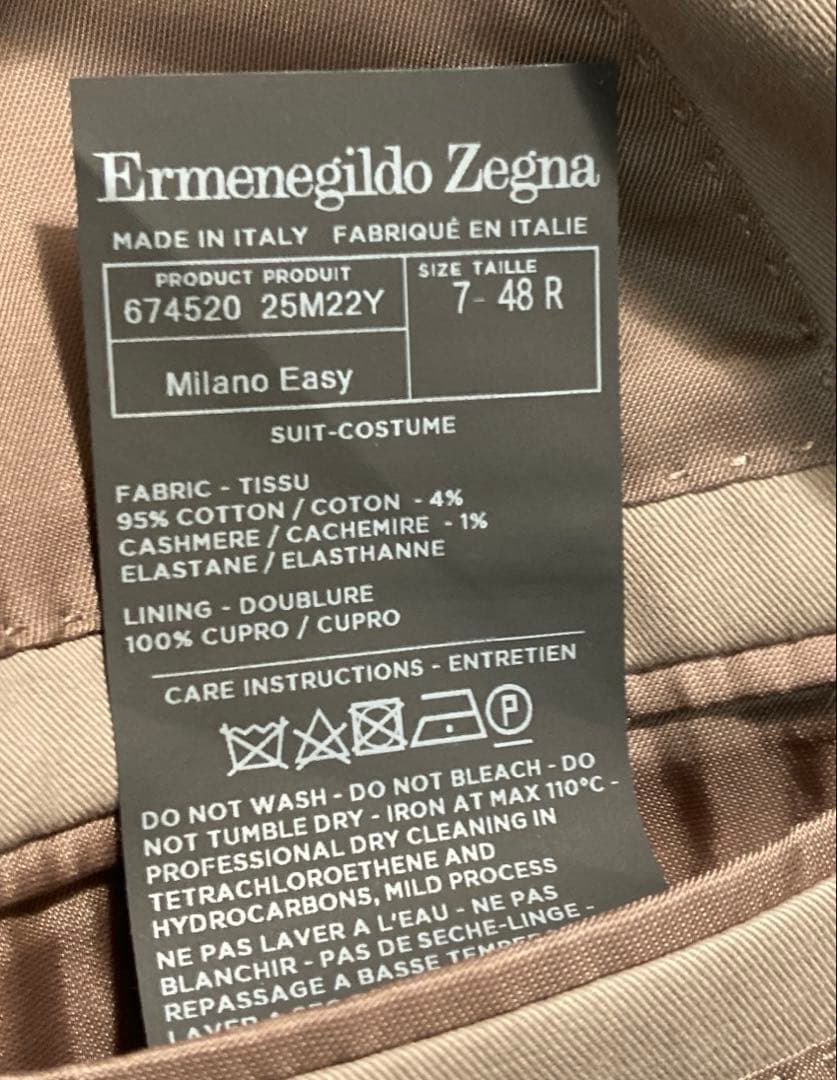 Ermenegildo Zegna
MADE IN ITALY FABRIQUÉ EN ITALIE
PRODUCT PRODUIT
674520 25M22Y
Milano Easy
SIZE TAILLE
7- 48 R
SUIT-COSTUME
FABRIC - TISSU
95% COTTON / COTON - 4%
CASHMERE / CACHEMIRE - 1%
ELASTANE / ELASTHANNE
LINING - DOUBLURE
100% CUPRO / CUPRO
CARE INSTRUCTIONS - ENTRETIEN
P
DO NOT WASH - DO NOT BLEACH - DO
NOT TUMBLE DRY - IRON AT MAX 110°C -
PROFESSIONAL DRY CLEANING IN
TETRACHLOROETHENE AND
HYDROCARBONS, MILD PROCESS
NE PAS LAVER A L'EAU - NE PAS
BLANCHIR - PAS DE SECHE-LINGE -
REPASSAGE A BASSE
LAVER A